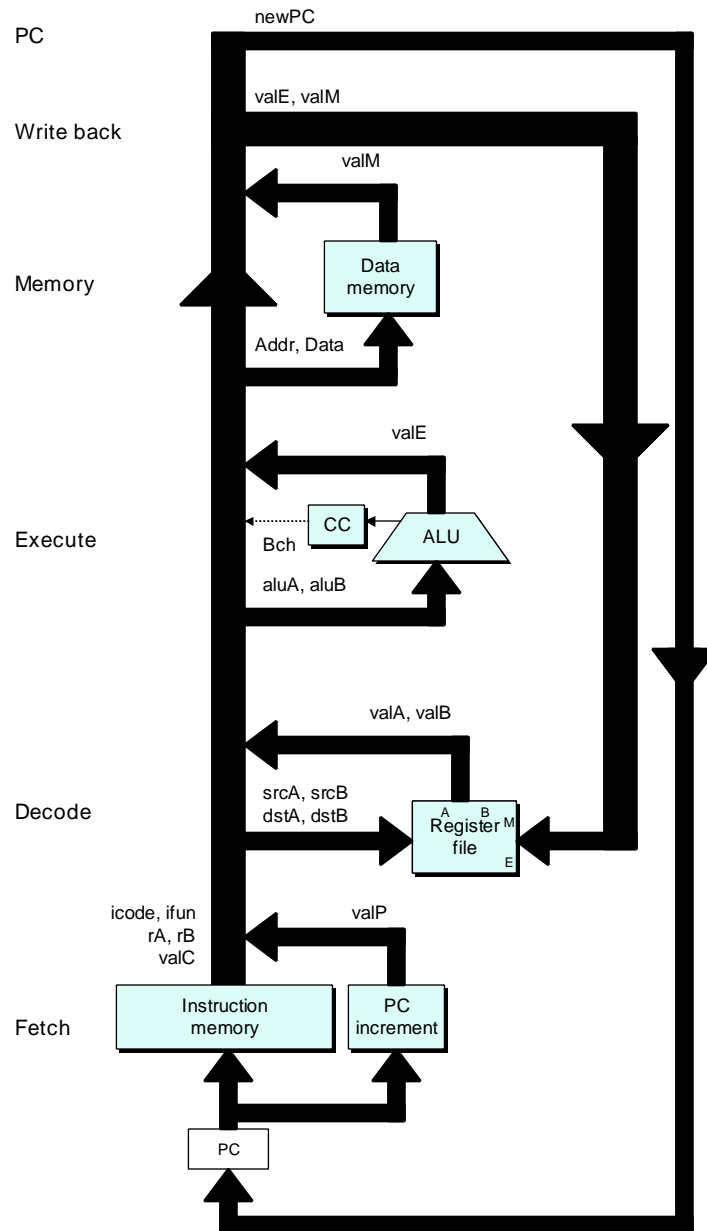 PC
newPC
valE, valM
Write back
valM
Memory
Data
memory
Addr, Data
valE
Execute
CC
ALU
Bch
aluA, aluB
valA, valB
Decode
srcA, srcB
dstA, dstB
A B
Register M
file
E
icode, ifun
rA, rB
valC
valP
Fetch
Instruction
memory
PC
increment
PC